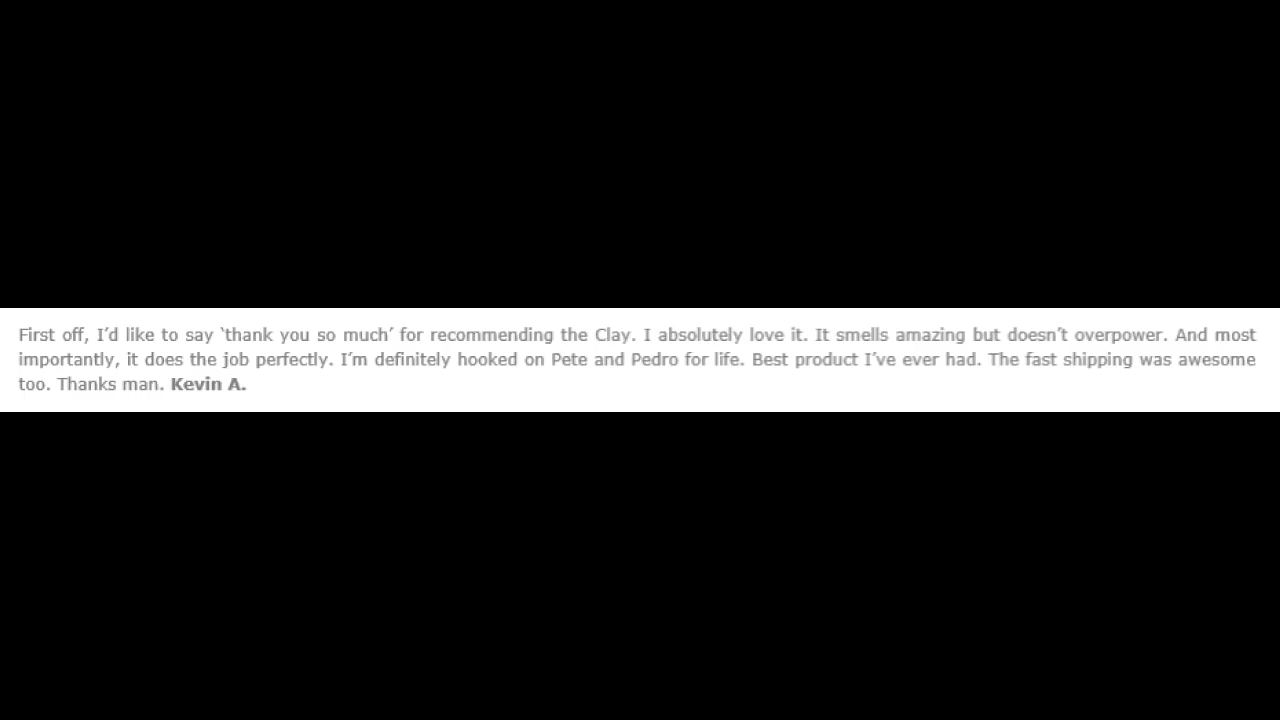 First off, I’d like to say ‘thank you so much’ for recommending the Clay. I absolutely love it. It smells amazing but doesn’t overpower. And most
importantly, it does the job perfectly. I’m definitely hooked on Pete and Pedro for life. Best product I’ve ever had. The fast shipping was awesome
too. Thanks man. Kevin A.